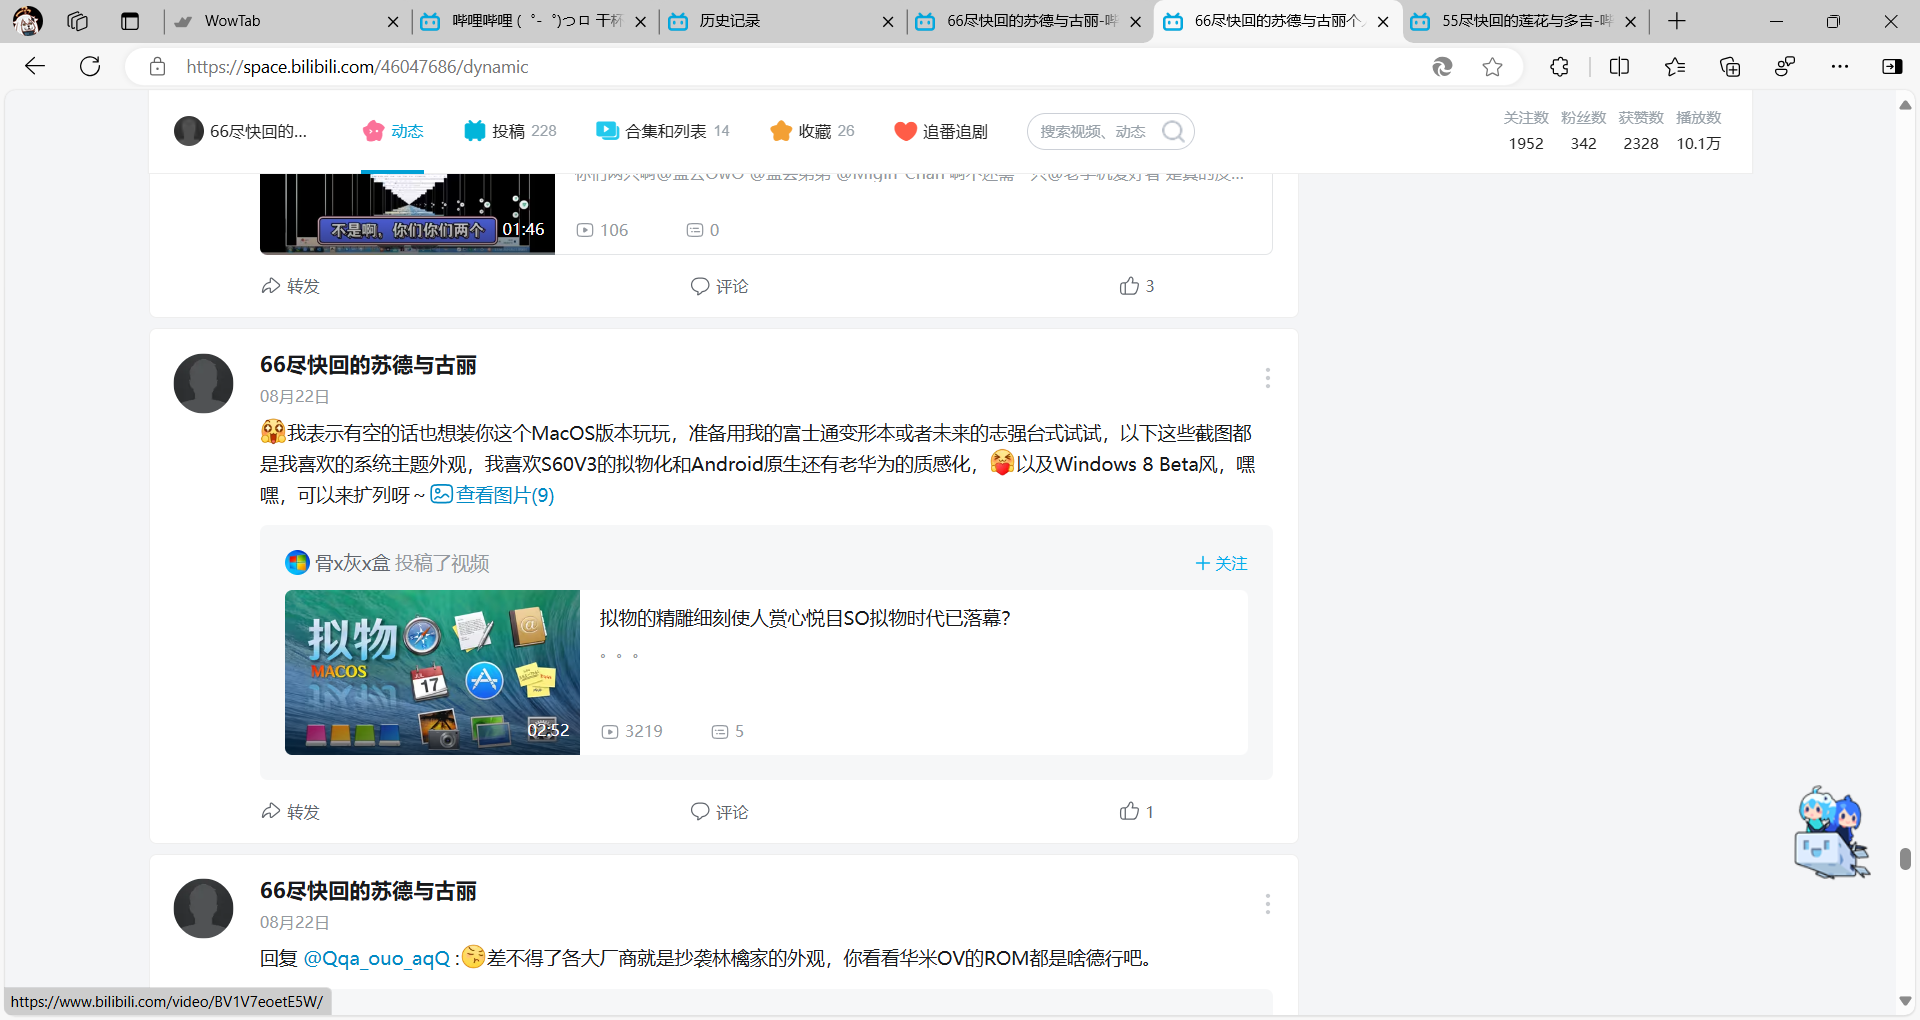 WowTab
哔哩哔哩 ( ゜- ゜)つロ 干杯
历史记录
66尽快回的苏德与古丽-哔
66尽快回的苏德与古丽个人
55尽快回的莲花与多吉-哔
https://space.bilibili.com/46047686/dynamic
66尽快回的...
动态
投稿 228
合集和列表 14
收藏 26
追番追剧
搜索视频、动态
关注数 粉丝数 获赞数 播放数
1952 342 2328 10.1万
不是啊，你们你们两个
01:46
106
0
转发
评论
3
66尽快回的苏德与古丽
08月22日
我表示有空的话也想装你这个MacOS版本玩玩，准备用我的富士通变形本或者未来的志强台式试试，以下这些截图都
是我喜欢的系统主题外观，我喜欢S60V3的拟物化和Android原生还有老华为的质感化，以及Windows 8 Beta风，嘿
嘿，可以来扩列呀～查看图片(9)
骨x灰x盒 投稿了视频
+ 关注
拟物
MACOS
JUL
17
02:52
拟物的精雕细刻使人赏心悦目SO拟物时代已落幕?
。。。
3219
5
转发
评论
1
66尽快回的苏德与古丽
08月22日
回复 @Qqa_ouo_aqQ :差不得了各大厂商就是抄袭林檎家的外观，你看看华米OV的ROM都是啥德行吧。
https://www.bilibili.com/video/BV1V7eoetE5W/